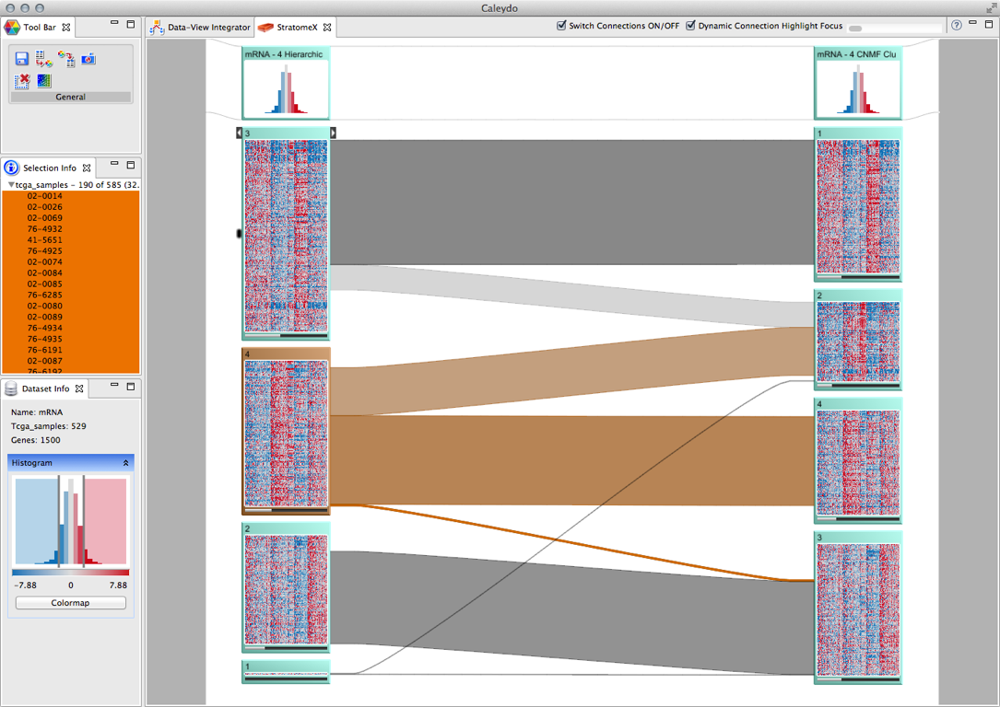 Caleydo
Tool Bar
General
Selection Info
tcga_samples - 190 of 585 (32.
02-0014
02-0026
02-0069
76-4932
41-5651
76-4925
02-0074
02-0084
02-0085
76-6285
02-0080
02-0089
76-4934
76-4935
76-6191
02-0087
76-6192
Dataset Info
Name: mRNA
Tcga_samples: 529
Genes: 1500
Histogram
-7.88 0 7.88
Colormap
Data-View Integrator
StratomeX
Switch Connections ON/OFF
Dynamic Connection Highlight Focus
mRNA - 4 Hierarchic
3
4
2
1
mRNA - 4 CNMF Clu
1
2
4
3